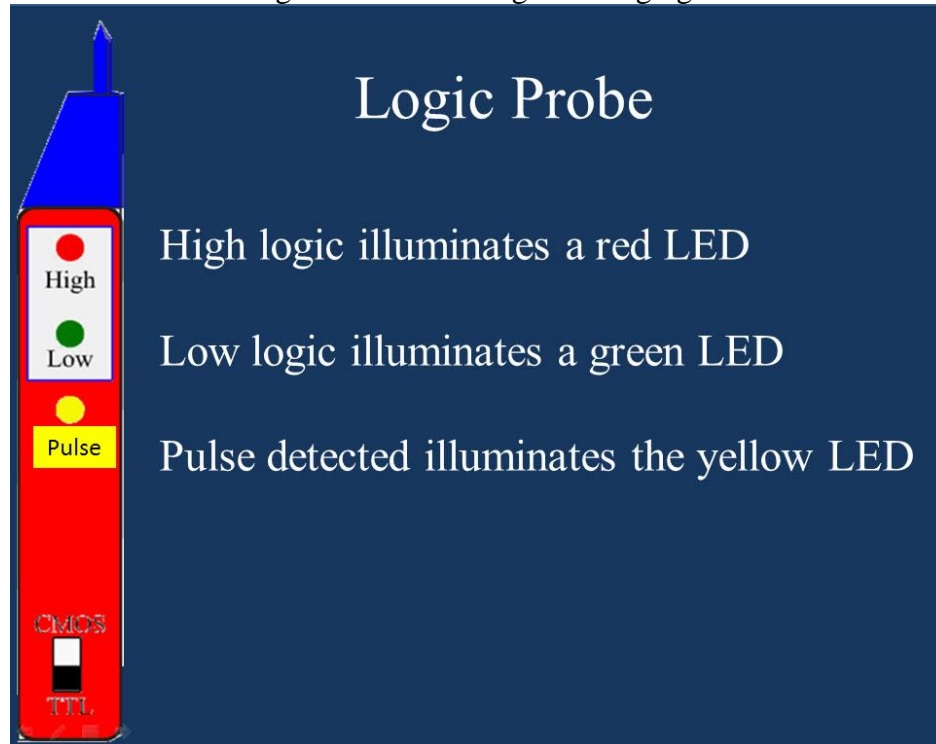 Logic Probe
High logic illuminates a red LED
High
Low logic illuminates a green LED
Low
Pulse detected illuminates the yellow LED
Pulse
CMOS
TTL